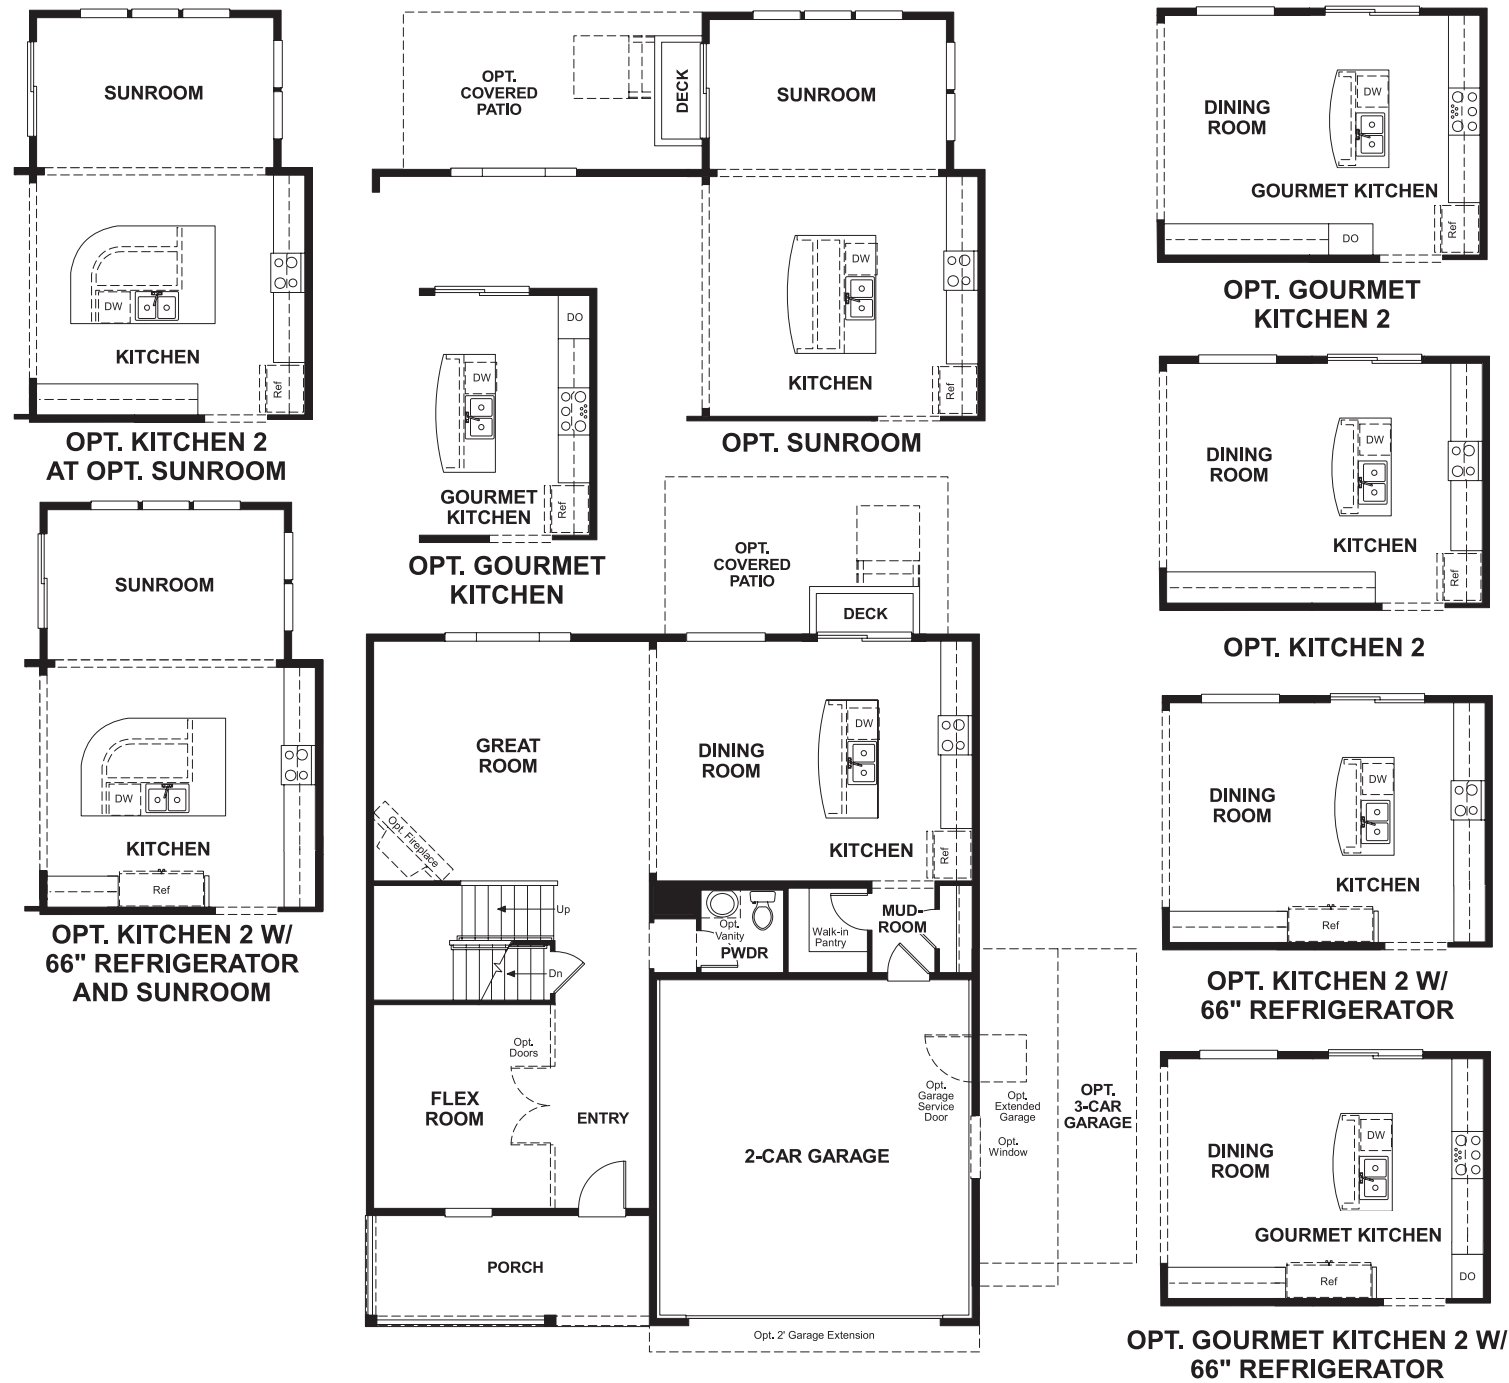 SUNROOM
DW
KITCHEN
Ref
OPT. KITCHEN 2
AT OPT. SUNROOM
SUNROOM
DW
KITCHEN
Ref
OPT. KITCHEN 2 W/
66" REFRIGERATOR
AND SUNROOM
OPT.
COVERED
PATIO
DECK
SUNROOM
DW
KITCHEN
Ref
OPT. SUNROOM
DO
DW
GOURMET
KITCHEN
Ref
OPT. GOURMET
KITCHEN
OPT.
COVERED
PATIO
DECK
GREAT
ROOM
DINING
ROOM
DW
Opt. Fireplace
KITCHEN
Ref
Up
Dn
Opt.
Vanity
PWDR
Walk-in
Pantry
MUD-
ROOM
Opt.
Doors
FLEX
ROOM
ENTRY
2-CAR GARAGE
Opt.
Garage
Service
Door
Opt.
Extended
Garage
Opt.
Window
OPT.
3-CAR
GARAGE
PORCH
Opt. 2' Garage Extension
DINING
ROOM
DW
GOURMET KITCHEN
DO
Ref
OPT. GOURMET
KITCHEN 2
DINING
ROOM
DW
KITCHEN
Ref
OPT. KITCHEN 2
DINING
ROOM
DW
KITCHEN
Ref
OPT. KITCHEN 2 W/
66" REFRIGERATOR
DINING
ROOM
DW
GOURMET KITCHEN
Ref
DO
OPT. GOURMET KITCHEN 2 W/
66" REFRIGERATOR